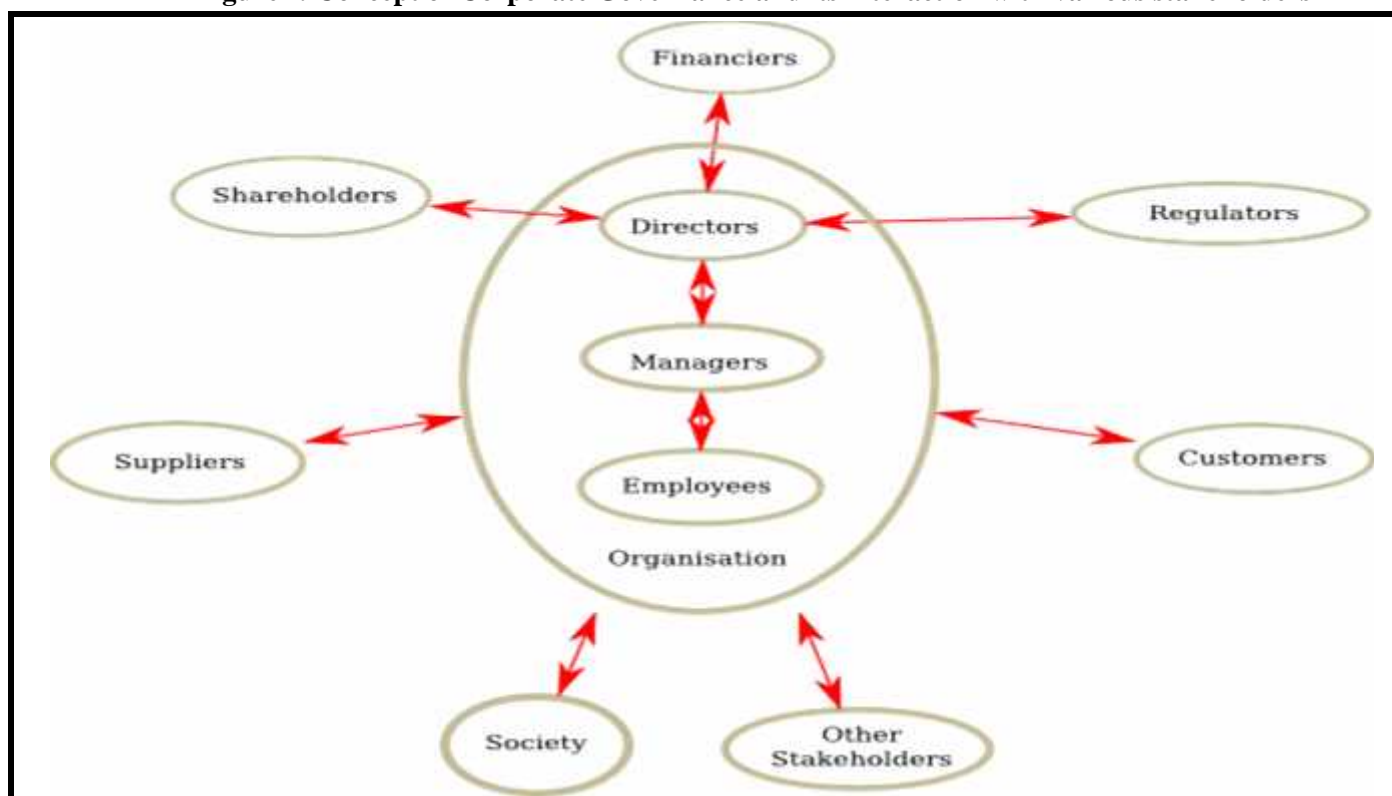 Financiers
Shareholders
Directors
Regulators
Managers
Suppliers
Employees
Customers
Organisation
Society
Other
Stakeholders